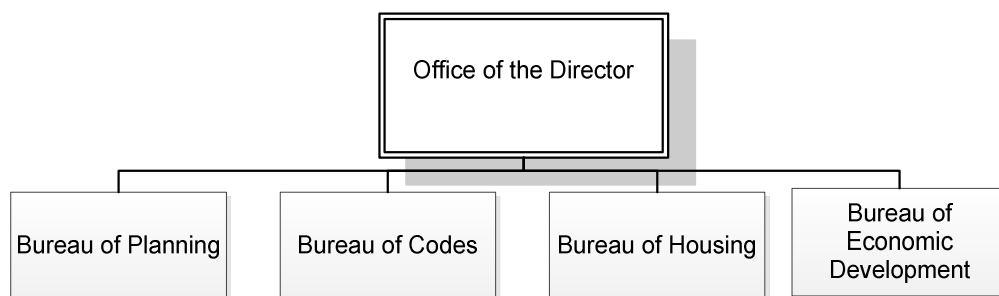 Office of the Director
Bureau of Planning
Bureau of Codes
Bureau of Housing
Bureau of
Economic
Development